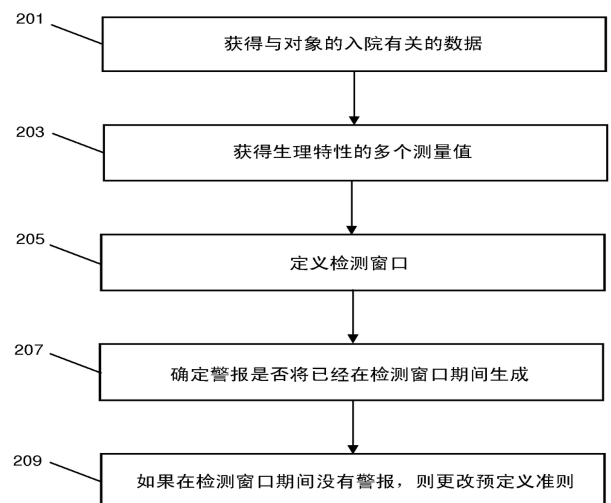 201
获得与对象的入院有关的数据
203
获得生理特性的多个测量值
205
定义检测窗口
207
确定警报是否将已经在检测窗口期间生成
209
如果在检测窗口期间没有警报，则更改预定义准则